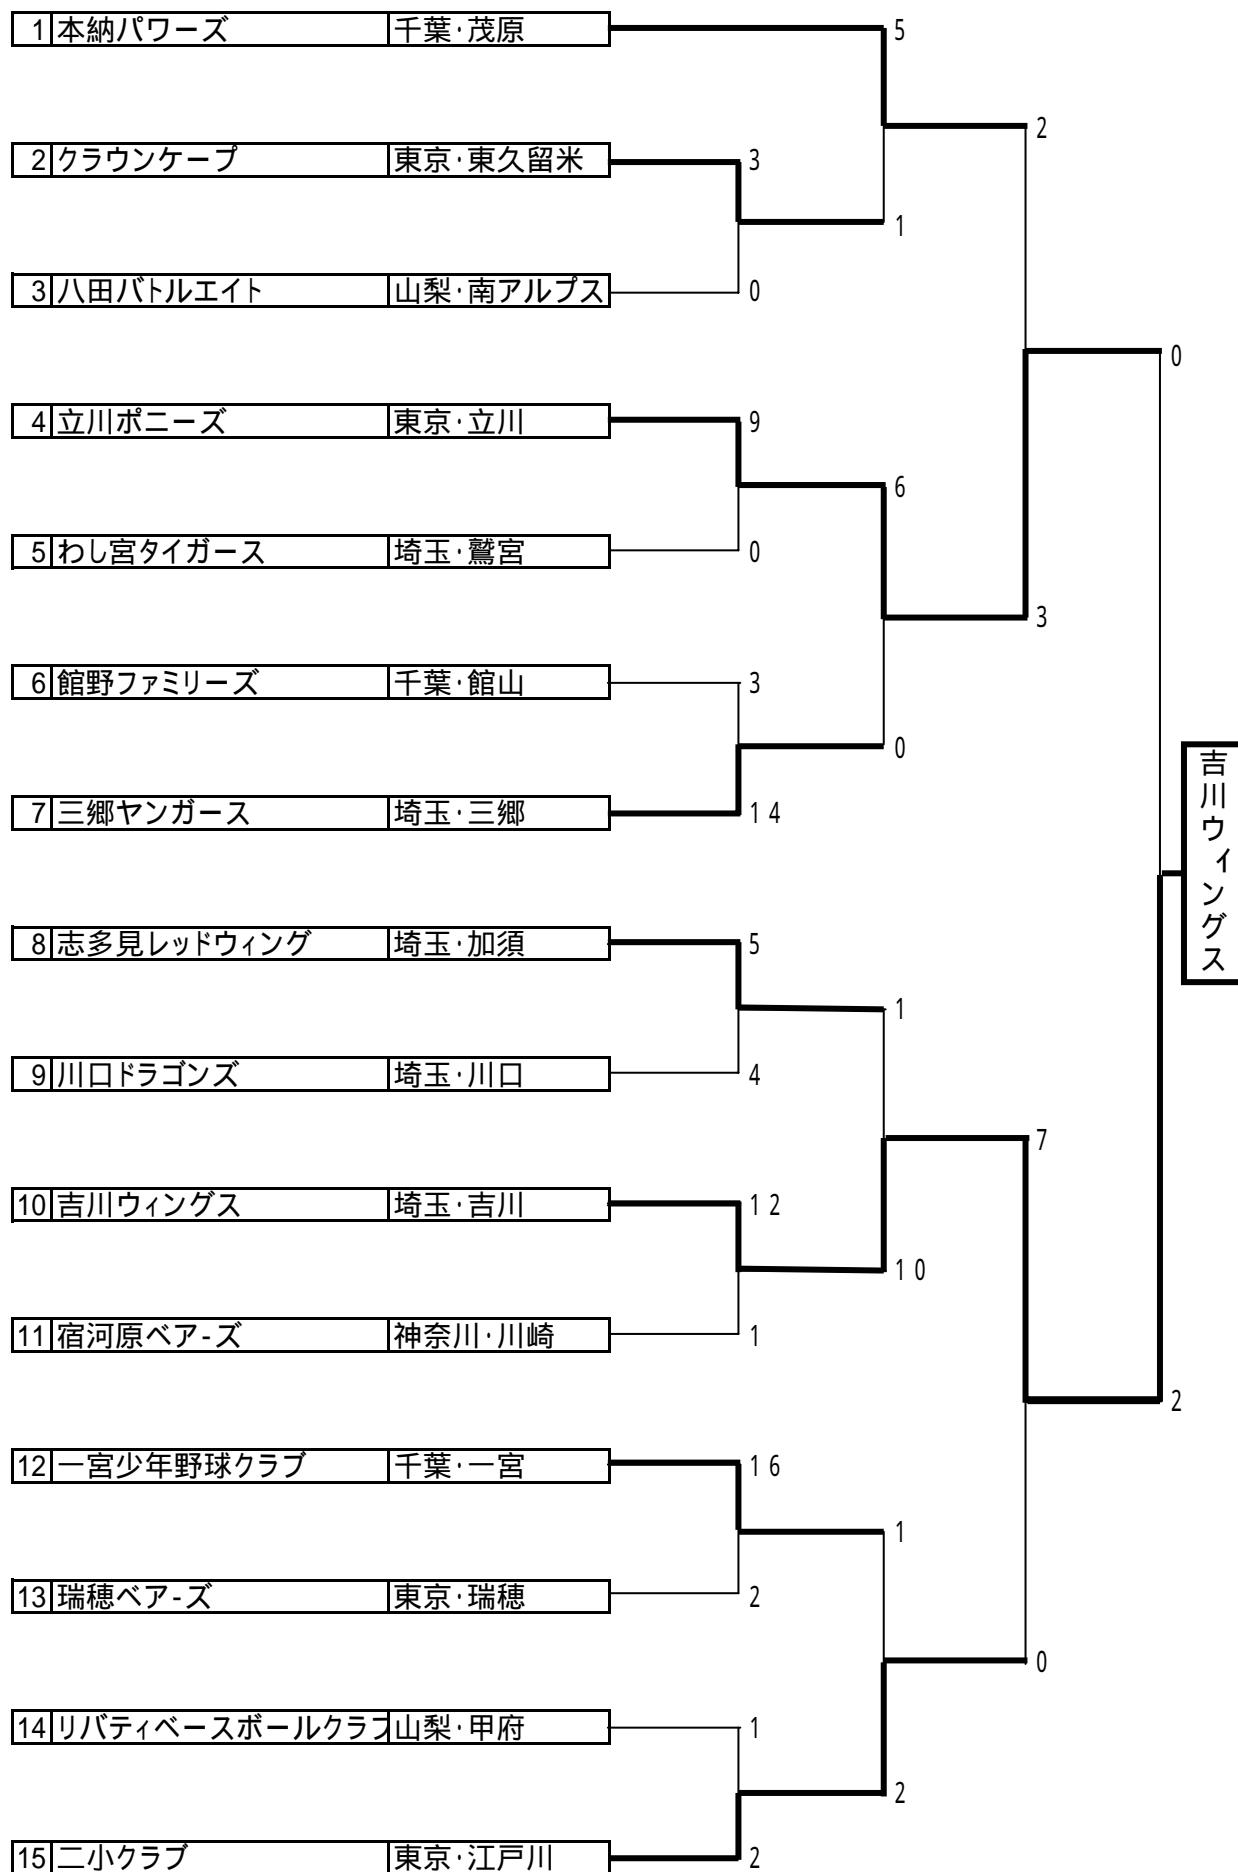 1 本納パワーズ 千葉・茂原 5
2
2 クラウンケープ 東京・東久留米 3
1
3 八田バトルエイト 山梨・南アルプス 0
0
4 立川ポニーズ 東京・立川 9
6
5 わし宮タイガース 埼玉・鷲宮 0
3
6 館野ファミリーズ 千葉・館山 3
0
7 三郷ヤンガース 埼玉・三郷 14
吉川ウィングス
8 志多見レッドウィング 埼玉・加須 5
1
9 川口ドラゴンズ 埼玉・川口 4
7
10 吉川ウィングス 埼玉・吉川 12
10
11 宿河原ベア-ズ 神奈川・川崎 1
2
12 一宮少年野球クラブ 千葉・一宮 16
1
13 瑞穂ベア-ズ 東京・瑞穂 2
0
14 リバティベースボールクラブ 山梨・甲府 1
2
15 二小クラブ 東京・江戸川 2